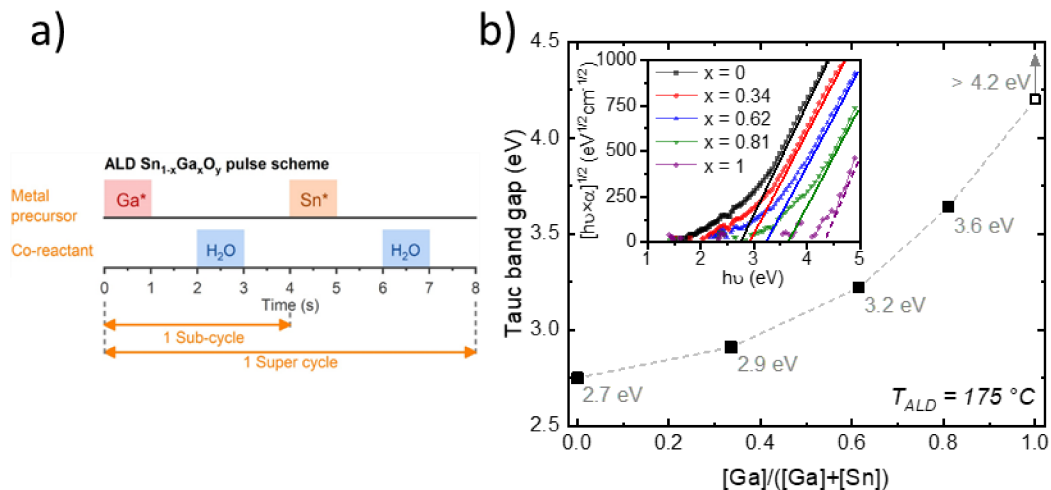 a)
ALD Sn1-xGaxOy pulse scheme
Metal precursor
Ga*
Sn*
Co-reactant
H2O
H2O
0 1 2 3 4 5 6 7 8
Time (s)
1 Sub-cycle
1 Super cycle
b)
Tauc band gap (eV)
4.5
4.0
3.5
3.0
2.5
[hυ×α]1/2 (eV1/2cm-1/2)
1000
750
500
250
0
x = 0
x = 0.34
x = 0.62
x = 0.81
x = 1
1 2 3 4 5
hυ (eV)
> 4.2 eV
3.6 eV
3.2 eV
2.9 eV
2.7 eV
TALD = 175 °C
0.0 0.2 0.4 0.6 0.8 1.0
[Ga]/([Ga]+[Sn])